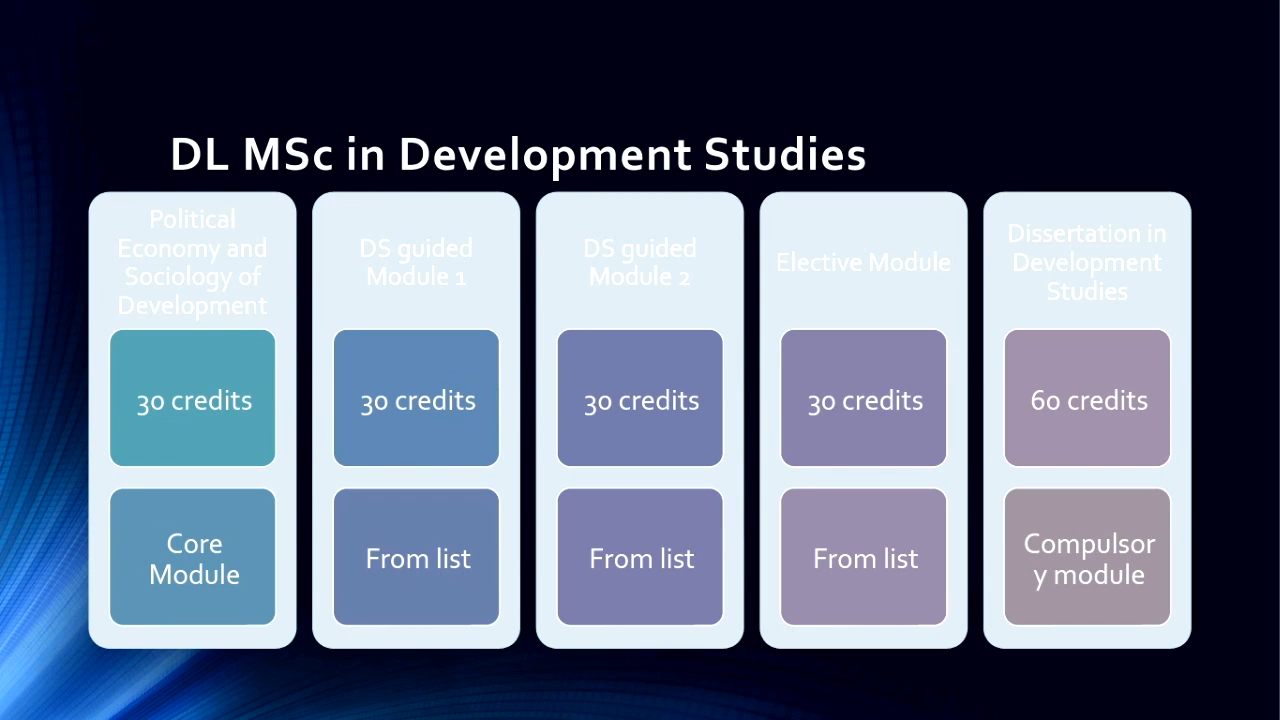 DL MSc in Development Studies
Political
Economy and
Sociology of
Development
30 credits
Core
Module
DS guided
Module 1
30 credits
From list
DS guided
Module 2
30 credits
From list
Elective Module
30 credits
From list
Dissertation in
Development
Studies
60 credits
Compulsor
y module